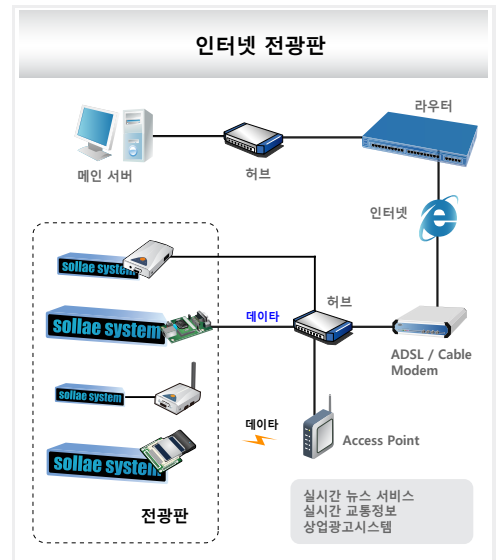 인터넷 전광판
라우터
메인 서버
허브
인터넷
sollae system
허브
sollae system
데이타
ADSL / Cable
Modem
sollae system
데이타
Access Point
sollae system
전광판
실시간 뉴스 서비스
실시간 교통정보
상업광고시스템